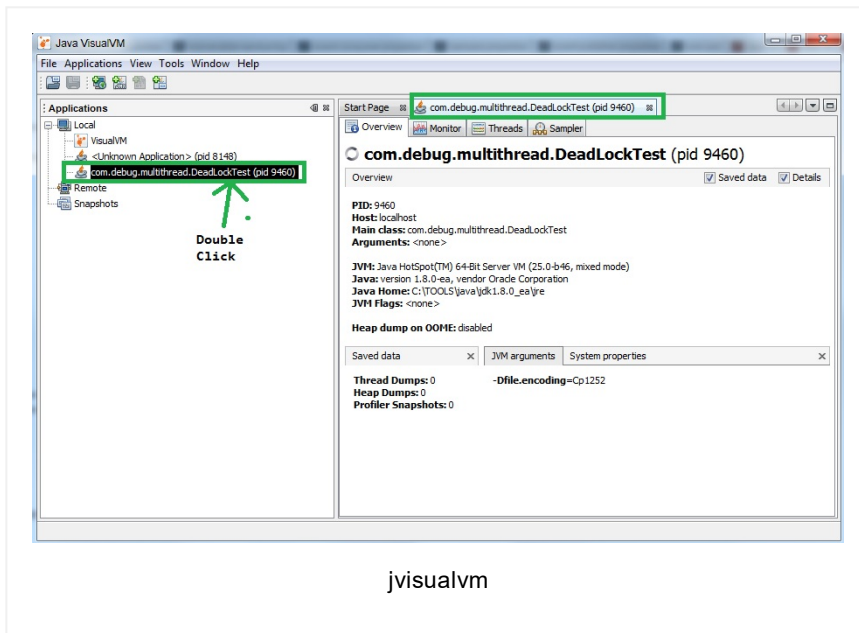 Java VisualVM
File Applications View Tools Window Help
Applications
Local
VisualVM
<Unknown Application> (pid 8148)
com.debug.multithread.DeadLockTest (pid 9460)
Remote
Snapshots
Double
Click
Start Page com.debug.multithread.DeadLockTest (pid 9460)
Overview Monitor Threads Sampler
com.debug.multithread.DeadLockTest (pid 9460)
Overview Saved data Details
PID: 9460
Host: localhost
Main class: com.debug.multithread.DeadLockTest
Arguments: <none>
JVM: Java HotSpot(TM) 64-Bit Server VM (25.0-b46, mixed mode)
Java: version 1.8.0-ea, vendor Oracle Corporation
Java Home: C:\TOOLS\java\jdk1.8.0_ea\jre
JVM Flags: <none>
Heap dump on OOME: disabled
Saved data JVM arguments System properties
Thread Dumps: 0 -Dfile.encoding=Cp1252
Heap Dumps: 0
Profiler Snapshots: 0
jvisualvm